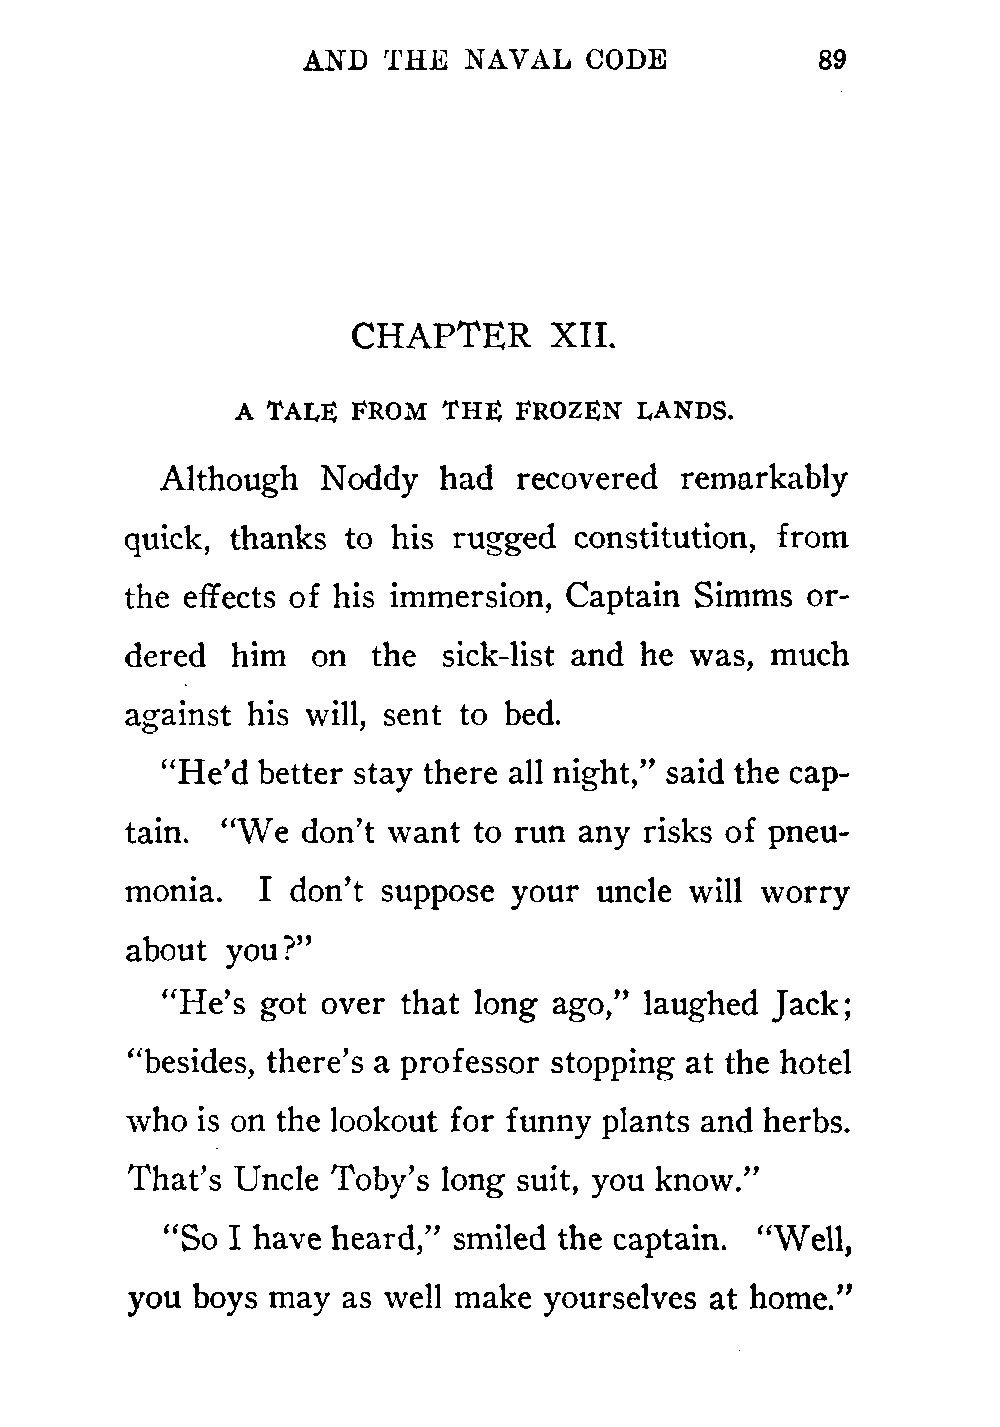 AND THE NAVAL CODE 89
CHAPTER XII.
A TALE FROM THE FROZEN LANDS.
Although Noddy had recovered remarkably
quick, thanks to his rugged constitution, from
the effects of his immersion, Captain Simms or-
dered him on the sick-list and he was, much
against his will, sent to bed.
“He’d better stay there all night,” said the cap-
tain. “We don’t want to run any risks of pneu-
monia. I don’t suppose your uncle will worry
about you?”
“He’s got over that long ago,” laughed Jack;
“besides, there’s a professor stopping at the hotel
who is on the lookout for funny plants and herbs.
That’s Uncle Toby’s long suit, you know.”
“So I have heard,” smiled the captain. “Well,
you boys may as well make yourselves at home.”